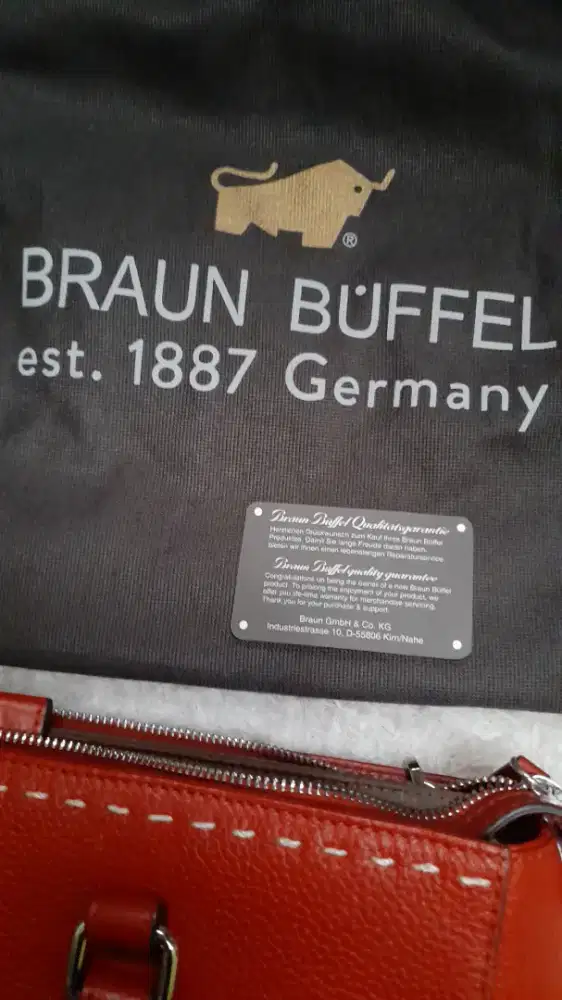 ®
BRAUN BÜFFEL
est. 1887 Germany
Braun Büffel Qualitätsgarantie
Herzlichen Glückwunsch zum Kauf Ihres Braun Büffel
Produktes. Damit Sie lange Freude daran haben,
bieten wir Ihnen einen lebenslangen Reparaturservice.
Braun Büffel quality guarantee
Congratulations on being the owner of a new Braun Büffel
product. To prolong the enjoyment of your product, we
offer you life-time warranty for merchandise servicing.
Thank you for your purchase & support.
Braun GmbH & Co. KG
Industriestrasse 10, D-55606 Kirn/Nahe